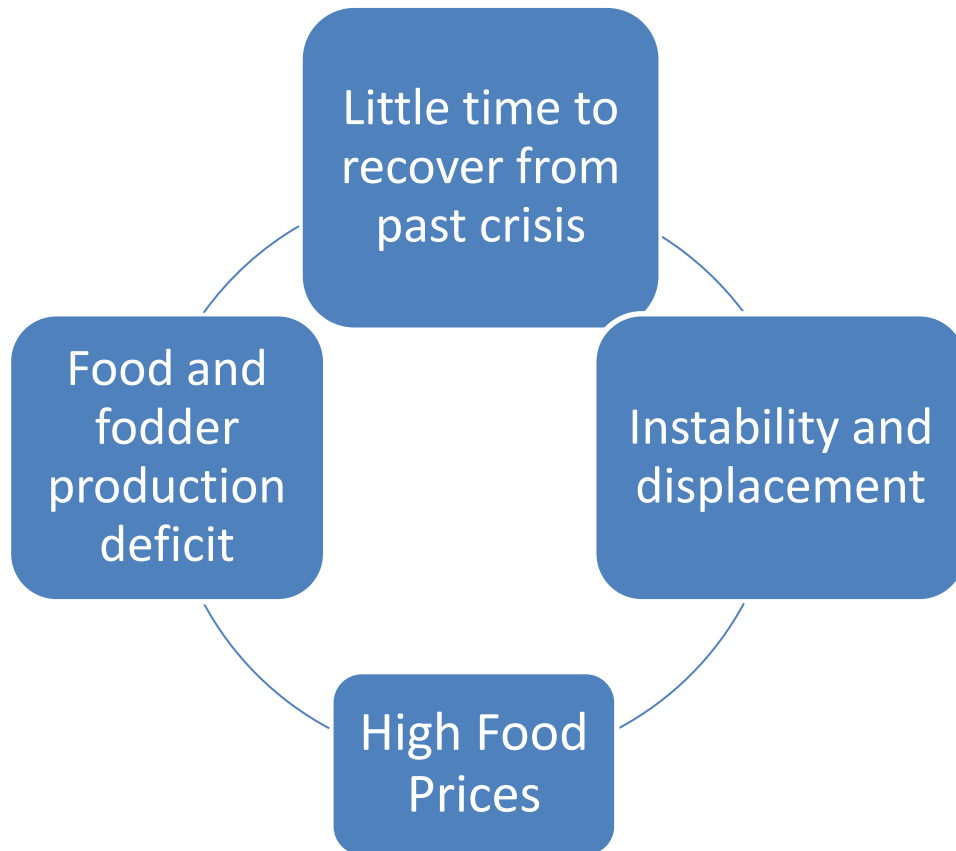 Little time to
recover from
past crisis
Food and
fodder
production
deficit
Instability and
displacement
High Food
Prices